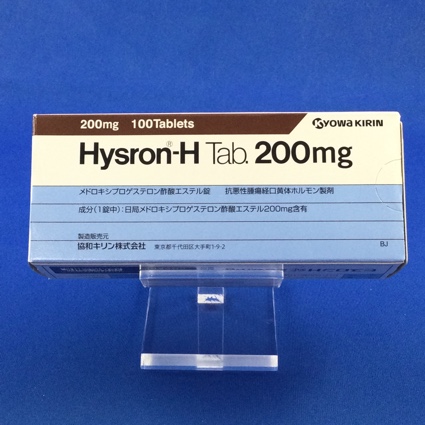 200mg 100Tablets
Kyowa KIRIN
Hysron®-H Tab. 200mg
メドロキシプロゲステロン酢酸エステル錠 抗悪性腫瘍経口黄体ホルモン製剤
成分(1錠中):日局メドロキシプロゲステロン酢酸エステル200mg含有
製造販売元
協和キリン株式会社 東京都千代田区大手町1-9-2
BJ